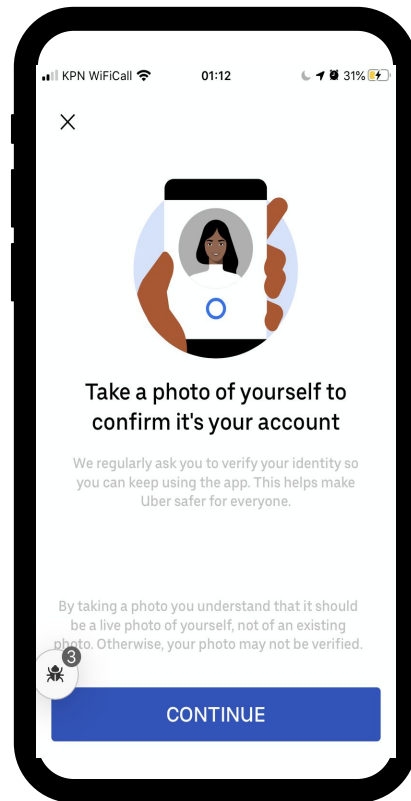 KPN WiFiCall 01:12 31%
Take a photo of yourself to
confirm it's your account
We regularly ask you to verify your identity so
you can keep using the app. This helps make
Uber safer for everyone.
By taking a photo you understand that it should
be a live photo of yourself, not of an existing
photo. Otherwise, your photo may not be verified.
3
CONTINUE